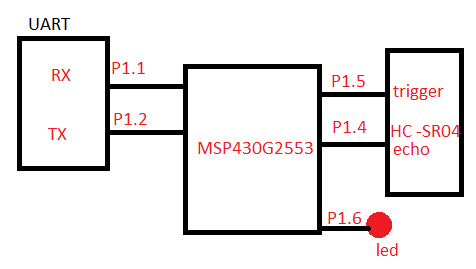 UART
RX
P1.1
P1.2
TX
MSP430G2553
P1.5
trigger
P1.4
HC -SR04
echo
P1.6
led